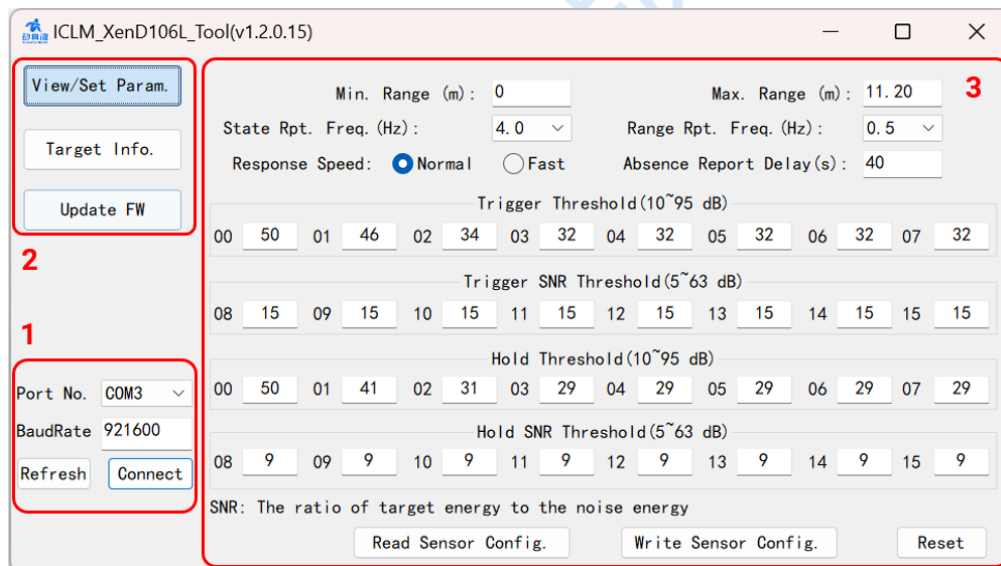 ICLM_XenD106L_Tool(v1.2.0.15)
View/Set Param.
Target Info.
Update FW
2
1
Port No. COM3
BaudRate 921600
Refresh Connect
3
Min. Range (m): 0 Max. Range (m): 11.20
State Rpt. Freq.(Hz): 4.0 Range Rpt. Freq.(Hz): 0.5
Response Speed: Normal Fast Absence Report Delay(s): 40
Trigger Threshold(10~95 dB)
00 50 01 46 02 34 03 32 04 32 05 32 06 32 07 32
Trigger SNR Threshold(5~63 dB)
08 15 09 15 10 15 11 15 12 15 13 15 14 15 15 15
Hold Threshold(10~95 dB)
00 50 01 41 02 31 03 29 04 29 05 29 06 29 07 29
Hold SNR Threshold(5~63 dB)
08 9 09 9 10 9 11 9 12 9 13 9 14 9 15 9
SNR: The ratio of target energy to the noise energy
Read Sensor Config. Write Sensor Config. Reset